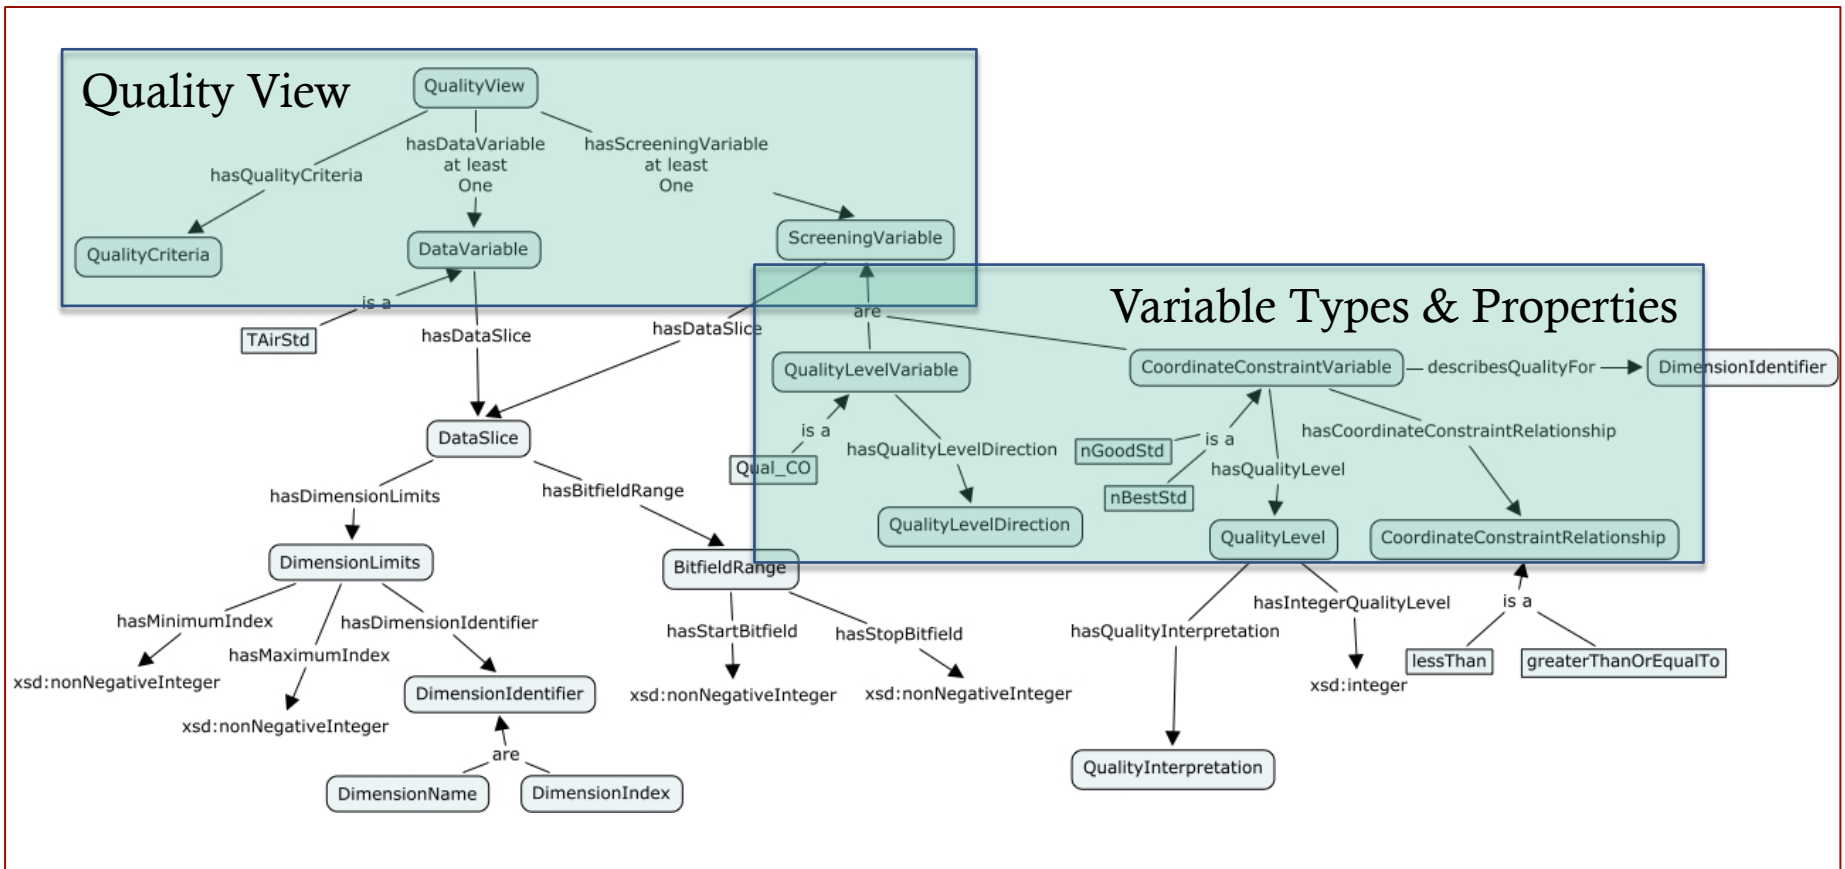 Quality View
QualityView
hasQualityCriteria
hasDataVariable
at least
One
hasScreeningVariable
at least
One
QualityCriteria
DataVariable
ScreeningVariable
is a
TAirStd
hasDataSlice
hasDataSlice
Variable Types & Properties
are
QualityLevelVariable
CoordinateConstraintVariable
describesQualityFor
DimensionIdentifier
is a
Qual_CO
hasQualityLevelDirection
QualityLevelDirection
nGoodStd
is a
nBestStd
hasQualityLevel
hasCoordinateConstraintRelationship
QualityLevel
CoordinateConstraintRelationship
DataSlice
hasDimensionLimits
hasBitfieldRange
DimensionLimits
BitfieldRange
hasMinimumIndex
hasMaximumIndex
hasDimensionIdentifier
xsd:nonNegativeInteger
xsd:nonNegativeInteger
DimensionIdentifier
are
DimensionName
DimensionIndex
hasStartBitfield
hasStopBitfield
xsd:nonNegativeInteger
xsd:nonNegativeInteger
hasQualityInterpretation
hasIntegerQualityLevel
xsd:integer
QualityInterpretation
is a
lessThan
greaterThanOrEqualTo